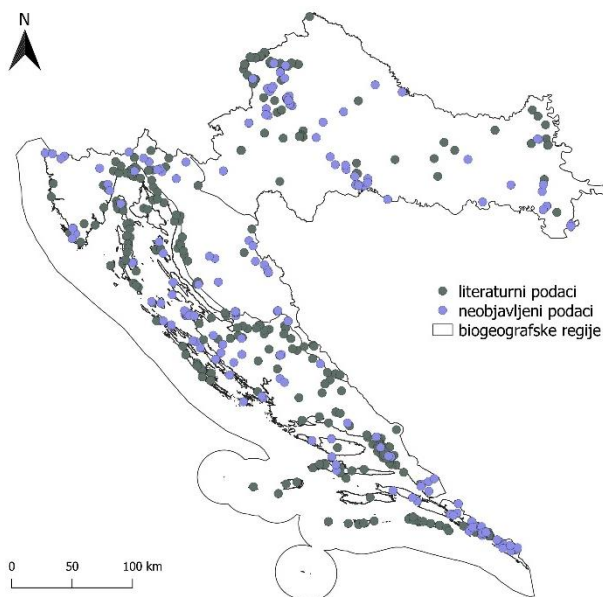 N
literaturni podaci
neobjavljeni podaci
biogeografske regije
0 50 100 km